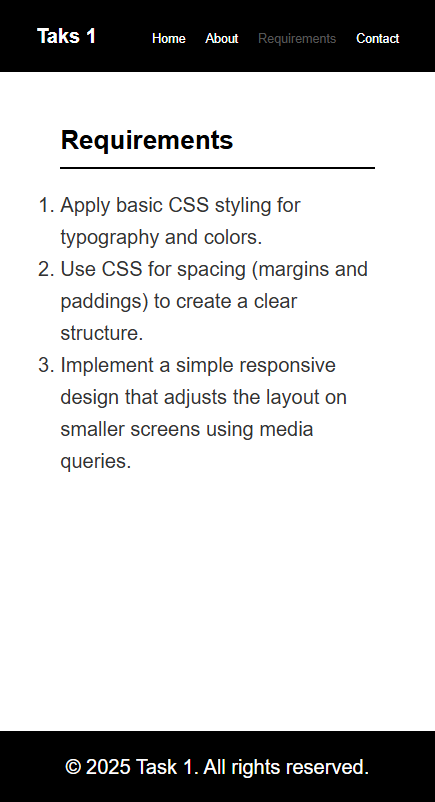 Taks 1
Home About Requirements Contact
Requirements
1. Apply basic CSS styling for
typography and colors.
2. Use CSS for spacing (margins and
paddings) to create a clear
structure.
3. Implement a simple responsive
design that adjusts the layout on
smaller screens using media
queries.
© 2025 Task 1. All rights reserved.